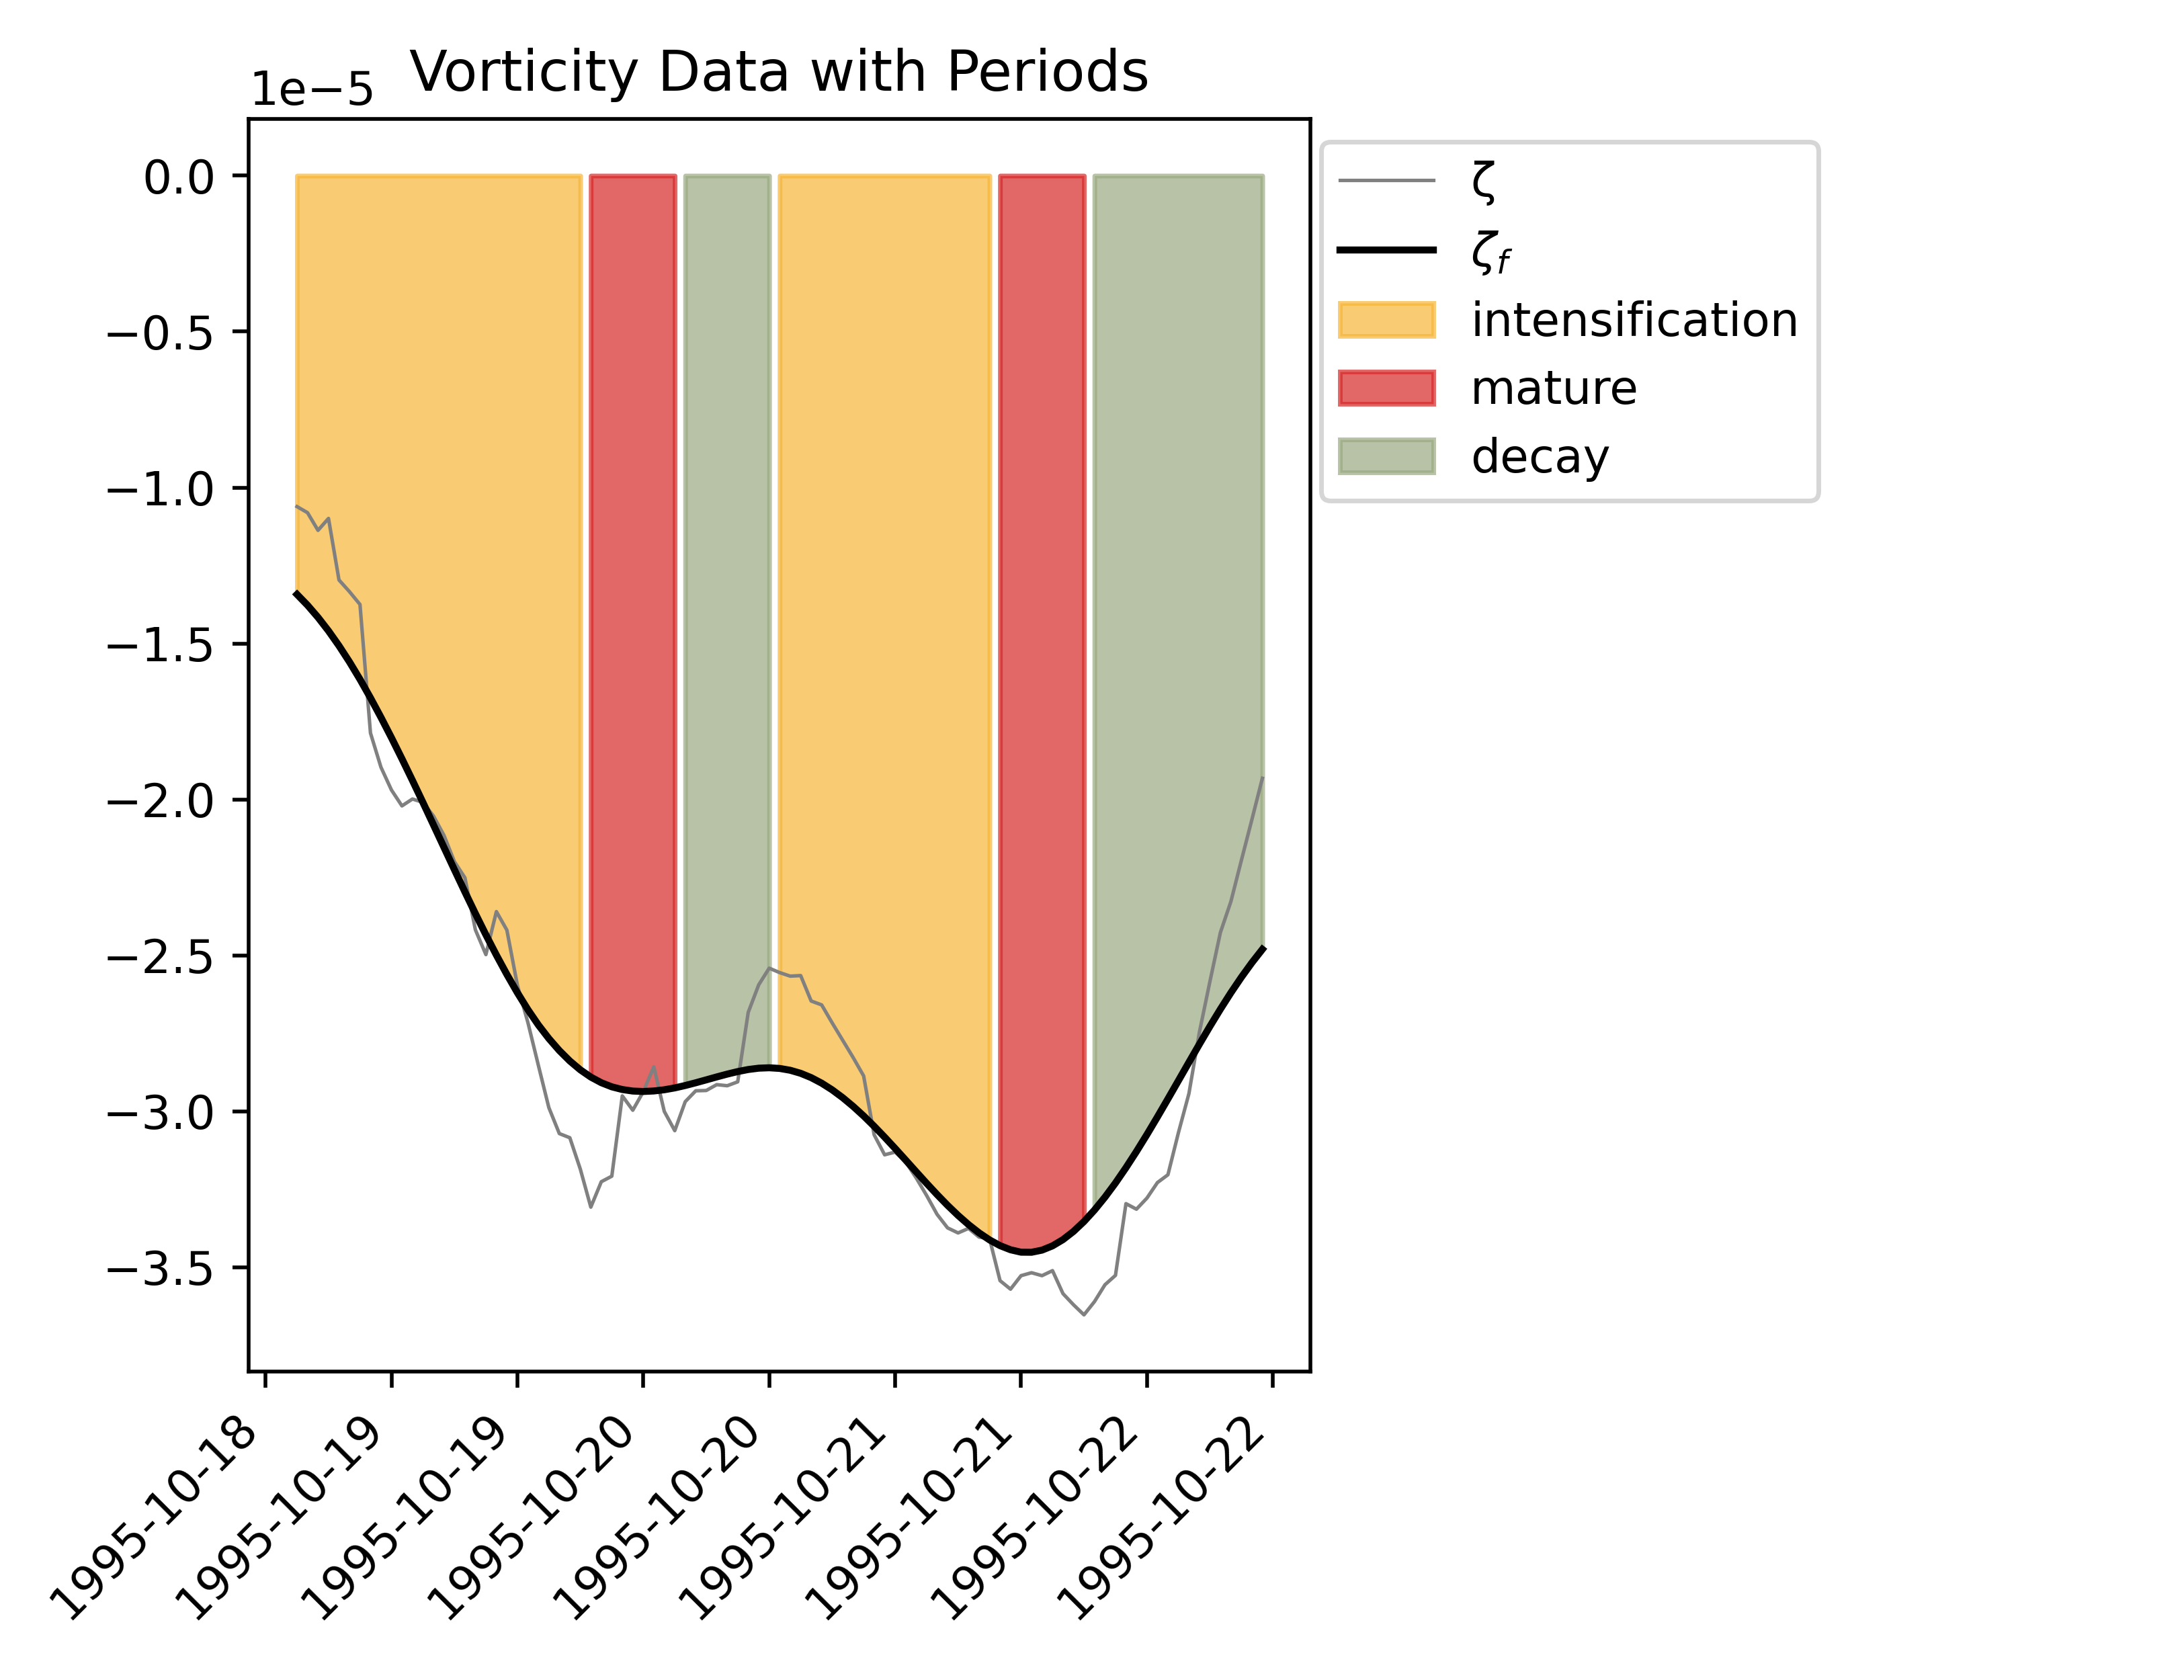 Vorticity Data with Periods
1e−5
0.0
−0.5
−1.0
−1.5
−2.0
−2.5
−3.0
−3.5
1995-10-18
1995-10-19
1995-10-19
1995-10-20
1995-10-20
1995-10-21
1995-10-21
1995-10-22
1995-10-22
ζ
ζf
intensification
mature
decay